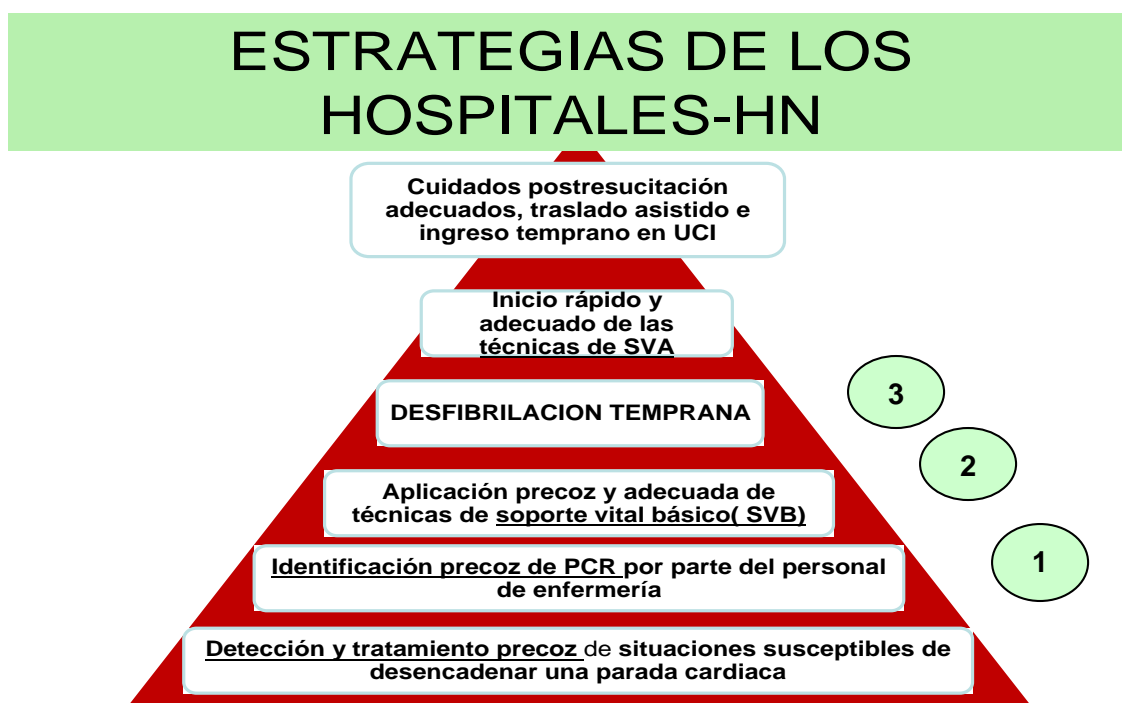 ESTRATEGIAS DE LOS
HOSPITALES-HN
Cuidados postresucitación
adecuados, traslado asistido e
ingreso temprano en UCI
Inicio rápido y
adecuado de las
técnicas de SVA
DESFIBRILACION TEMPRANA
3
2
Aplicación precoz y adecuada de
técnicas de soporte vital básico( SVB)
1
Identificación precoz de PCR por parte del personal
de enfermería
Detección y tratamiento precoz de situaciones susceptibles de
desencadenar una parada cardiaca